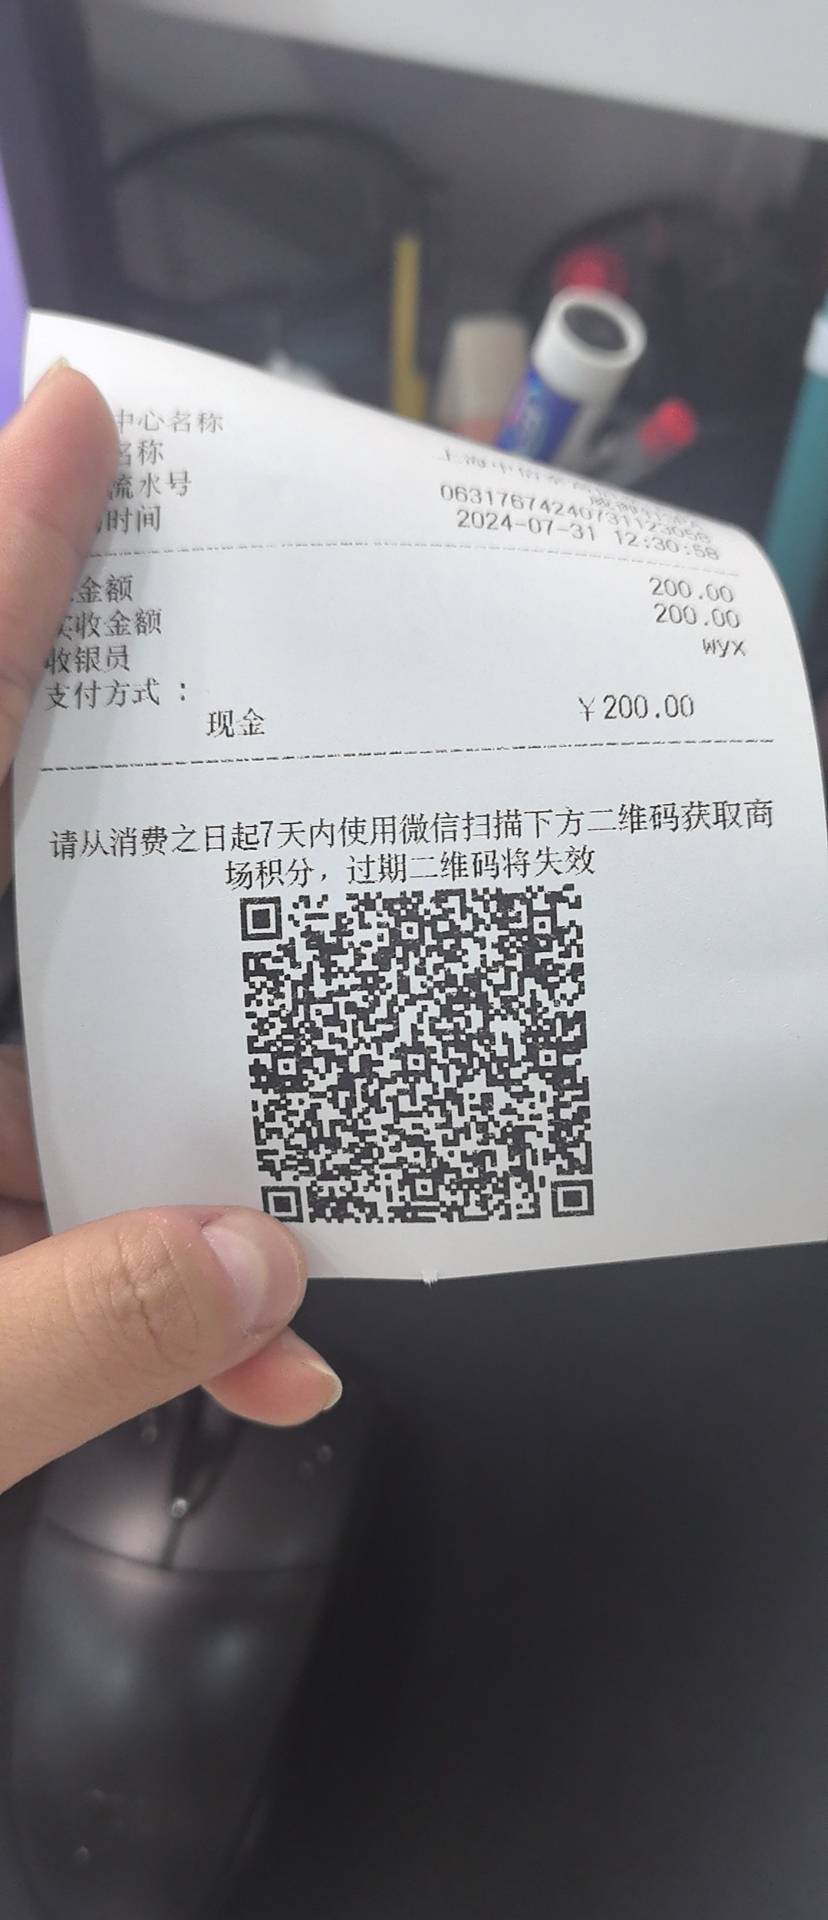 中心名称
名称
流水号
时间 2024-07-31 12:30:58
金额 200.00
实收金额 200.00
收银员 wyx
支付方式 :
现金 ￥200.00
请从消费之日起7天内使用微信扫描下方二维码获取商
场积分，过期二维码将失效